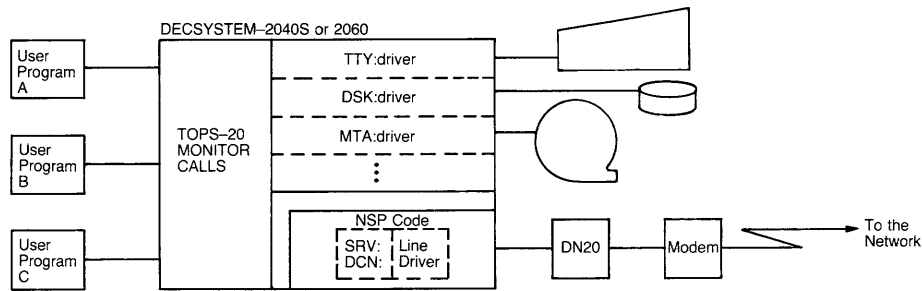 DECSYSTEM–2040S or 2060
User
Program
A
User
Program
B
User
Program
C
TOPS–20
MONITOR
CALLS
TTY:driver
DSK:driver
MTA:driver
NSP Code
SRV:
DCN:
Line
Driver
DN20
Modem
To the
Network